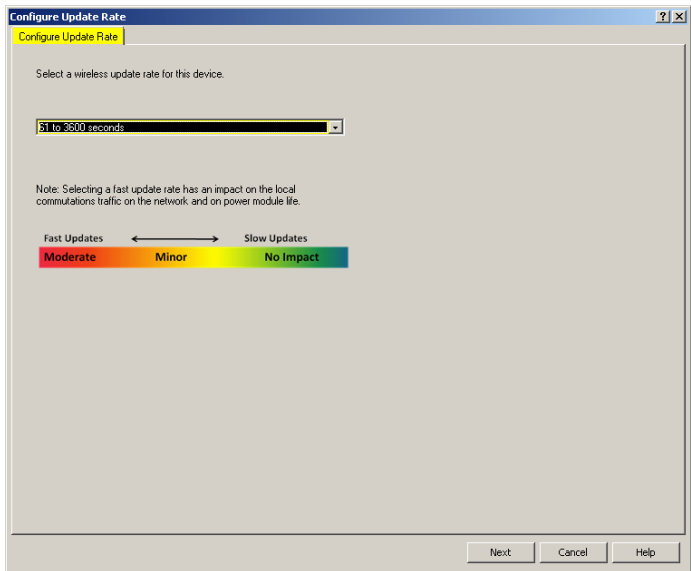 Configure Update Rate
Configure Update Rate
Select a wireless update rate for this device.
61 to 3600 seconds
Note: Selecting a fast update rate has an impact on the local
commutations traffic on the network and on power module life.
Fast Updates Slow Updates
Moderate Minor No Impact
Next Cancel Help